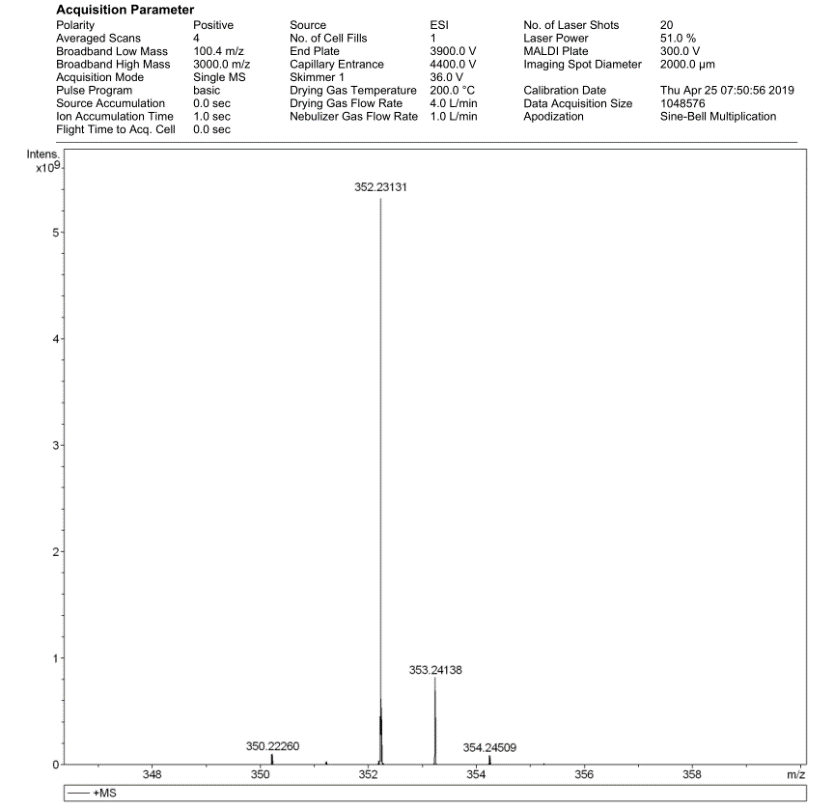 Acquisition Parameter
Polarity Positive Source ESI No. of Laser Shots 20
Averaged Scans 4 No. of Cell Fills 1 Laser Power 51.0 %
Broadband Low Mass 100.4 m/z End Plate 3900.0 V MALDI Plate 300.0 V
Broadband High Mass 3000.0 m/z Capillary Entrance 4400.0 V Imaging Spot Diameter 2000.0 µm
Acquisition Mode Single MS Skimmer 1 36.0 V
Pulse Program basic Drying Gas Temperature 200.0 °C Calibration Date Thu Apr 25 07:50:56 2019
Source Accumulation 0.0 sec Drying Gas Flow Rate 4.0 L/min Data Acquisition Size 1048576
Ion Accumulation Time 1.0 sec Nebulizer Gas Flow Rate 1.0 L/min Apodization Sine-Bell Multiplication
Flight Time to Acq. Cell 0.0 sec
Intens.
x10⁹
352.23131
5
4
3
2
1
353.24138
350.22260
354.24509
0
348 350 352 354 356 358 m/z
+MS